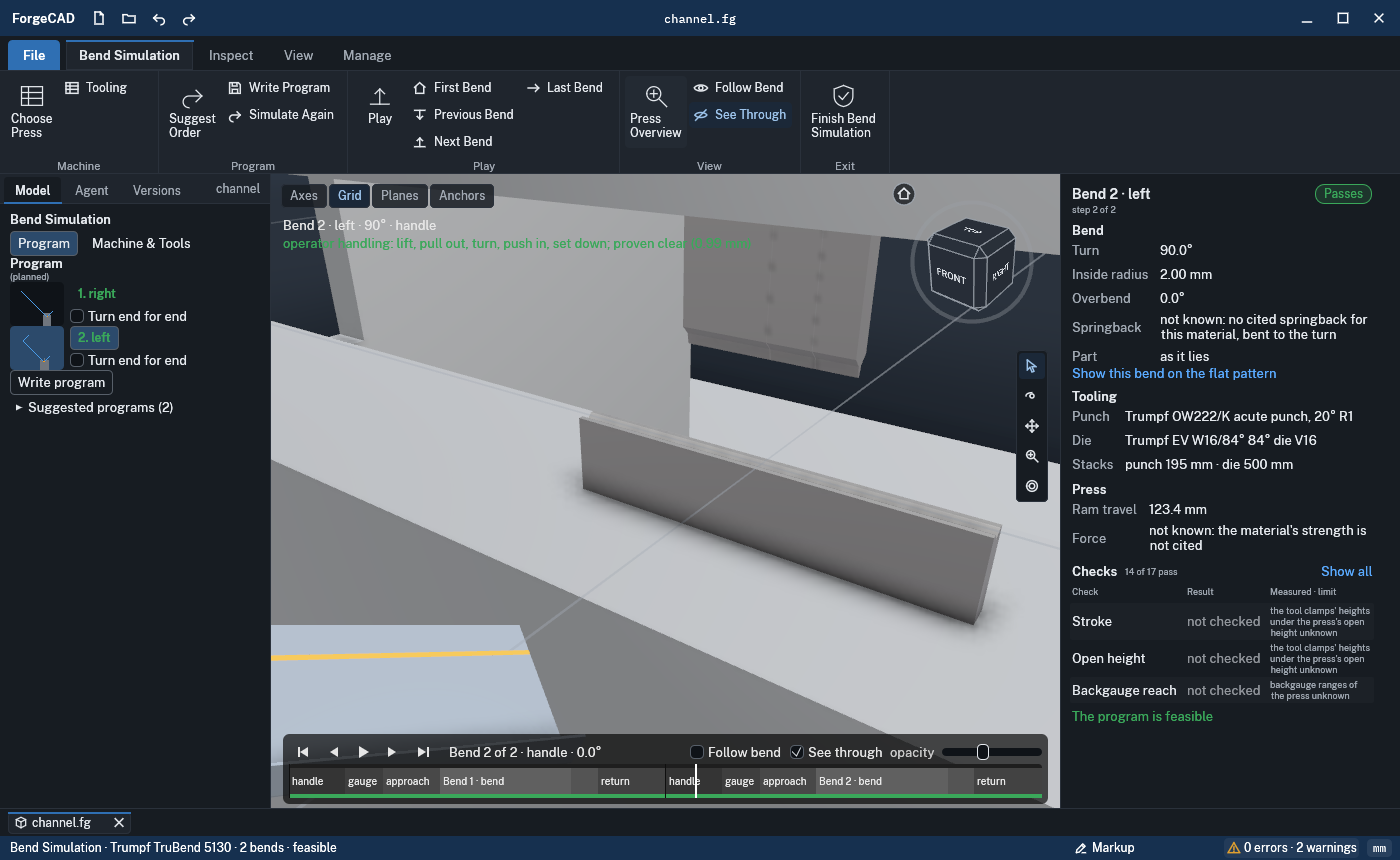 ForgeCAD
channel.fg
File
Bend Simulation
Inspect
View
Manage
Choose Press
Tooling
Machine
Suggest Order
Write Program
Simulate Again
Program
Play
First Bend
Previous Bend
Next Bend
Last Bend
Play
Press Overview
Follow Bend
See Through
View
Finish Bend Simulation
Exit
Model
Agent
Versions
channel
Bend Simulation
Program
Machine & Tools
Program
(planned)
1. right
Turn end for end
2. left
Turn end for end
Write program
Suggested programs (2)
Axes
Grid
Planes
Anchors
Bend 2 · left · 90° · handle
operator handling: lift, pull out, turn, push in, set down; proven clear
TOP
FRONT
RIGHT
Bend 2 of 2 · handle · 0.0°
Follow bend
See through
opacity
handle
gauge
approach
Bend 1 · bend
return
handle
gauge
approach
Bend 2 · bend
return
Bend 2 · left
Passes
step 2 of 2
Bend
Turn 90.0°
Inside radius 2.00 mm
Overbend 0.0°
Springback not known: no cited springback for
this material, bent to the turn
Part as it lies
Show this bend on the flat pattern
Tooling
Punch Trumpf OW222/K acute punch, 20° R1
Die Trumpf EV W16/84° 84° die V16
Stacks punch 195 mm · die 500 mm
Press
Ram travel 123.4 mm
Force not known: the material's strength is
not cited
Checks 14 of 17 pass Show all
Check Result Measured · limit
Stroke not checked the tool clamps' heights
under the press's open
height unknown
Open height not checked the tool clamps' heights
under the press's open
height unknown
Backgauge reach not checked backgauge ranges of
the press unknown
The program is feasible
channel.fg
Bend Simulation · Trumpf TruBend 5130 · 2 bends · feasible
Markup
0 errors · 2 warnings
mm